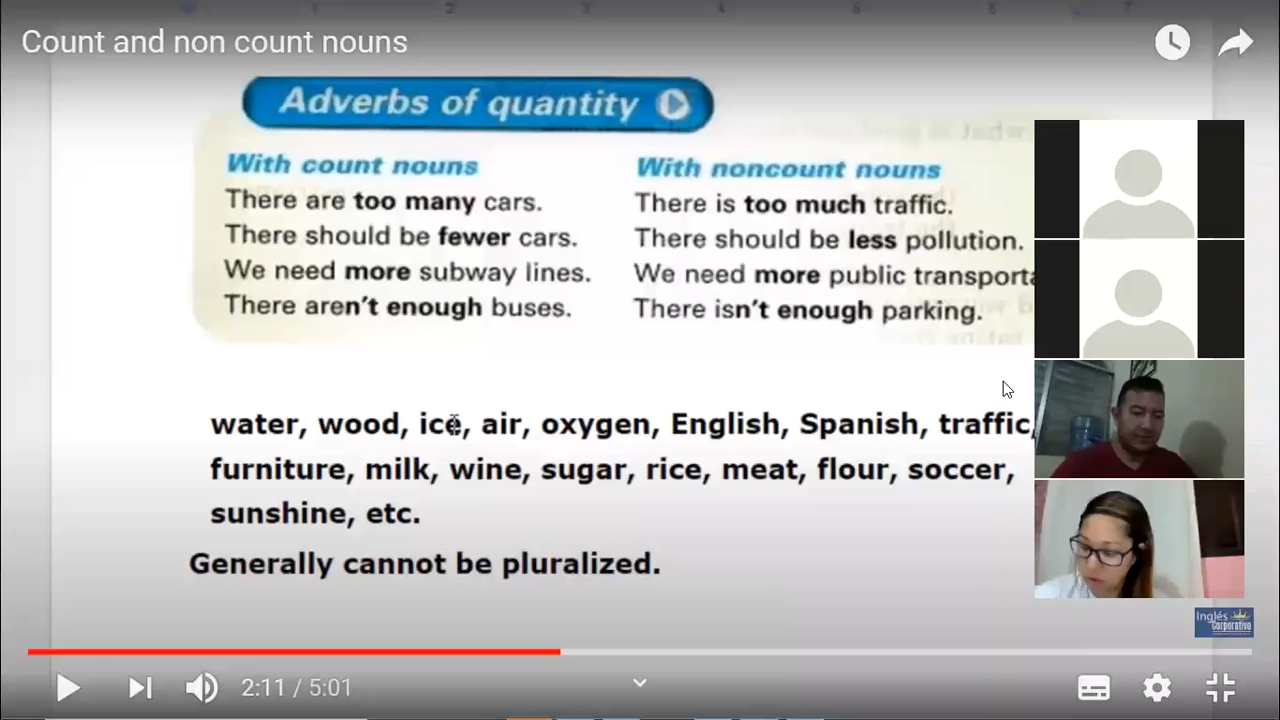 Count and non count nouns
Adverbs of quantity
With count nouns
There are too many cars.
There should be fewer cars.
We need more subway lines.
There aren't enough buses.
With noncount nouns
There is too much traffic.
There should be less pollution.
We need more public transporta
There isn't enough parking.
water, wood, ice, air, oxygen, English, Spanish, traffic,
furniture, milk, wine, sugar, rice, meat, flour, soccer,
sunshine, etc.
Generally cannot be pluralized.
Inglés
Corporativo
2:11 / 5:01